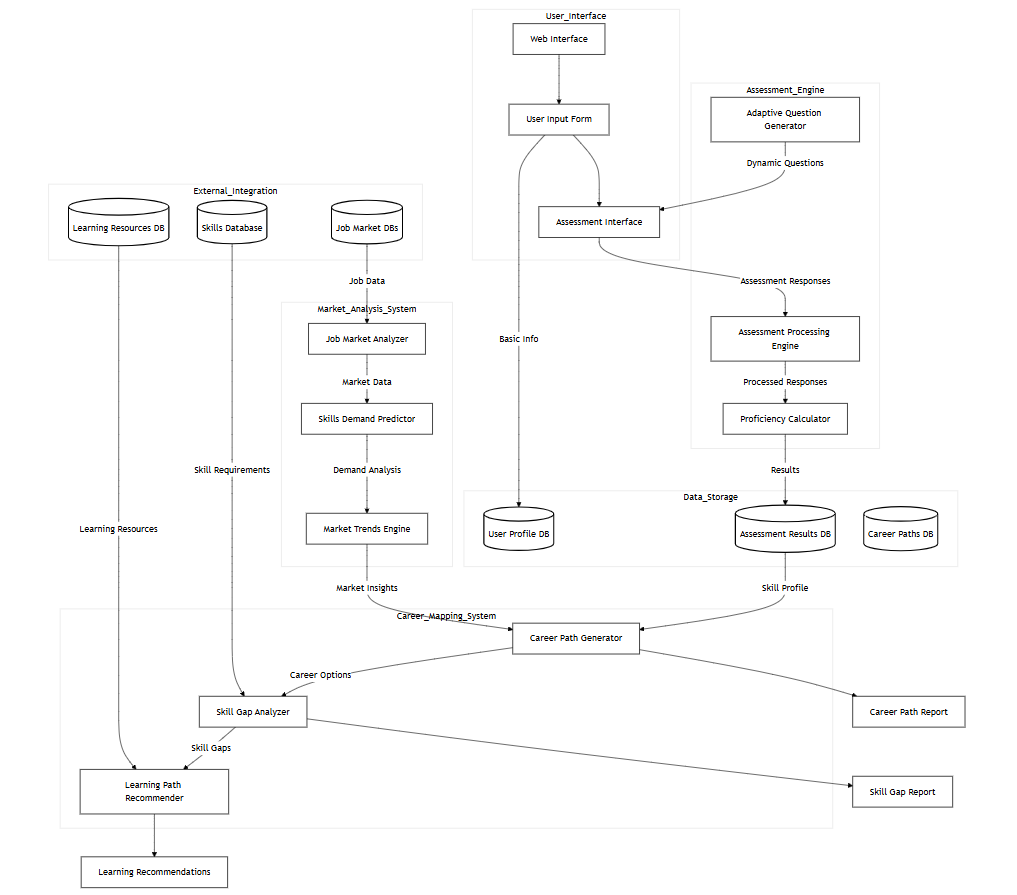 User_Interface
Web Interface
Assessment_Engine
Adaptive Question
Generator
User Input Form
Dynamic Questions
External_Integration
Learning Resources DB
Skills Database
Job Market DBs
Assessment Interface
Job Data
Assessment Responses
Market_Analysis_System
Job Market Analyzer
Basic Info
Assessment Processing
Engine
Market Data
Processed Responses
Skills Demand Predictor
Proficiency Calculator
Skill Requirements
Demand Analysis
Results
Data_Storage
Learning Resources
Market Trends Engine
User Profile DB
Assessment Results DB
Career Paths DB
Market Insights
Skill Profile
Career_Mapping_System
Career Path Generator
Career Options
Skill Gap Analyzer
Career Path Report
Skill Gaps
Learning Path
Recommender
Skill Gap Report
Learning Recommendations